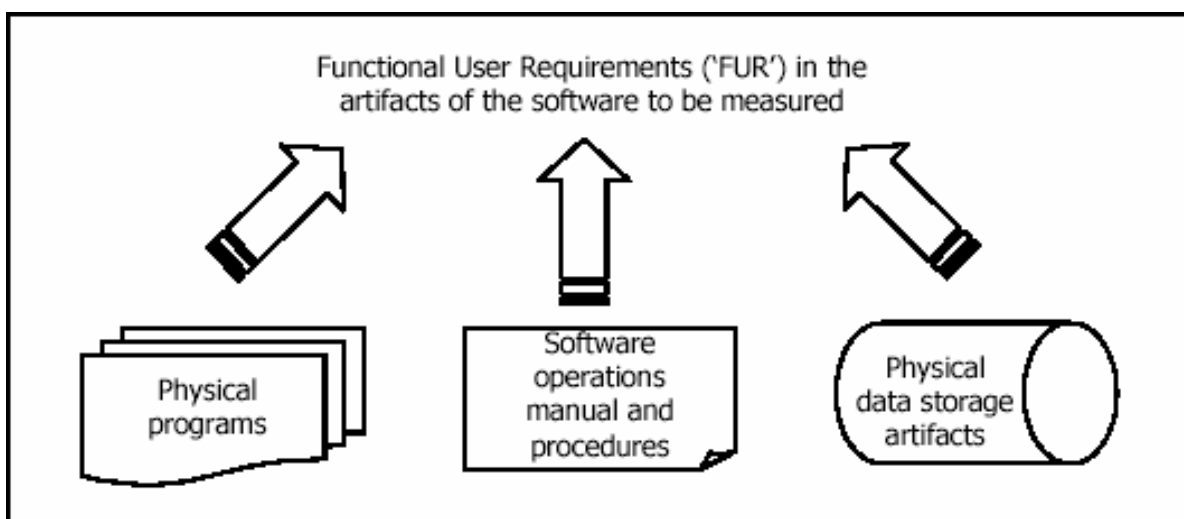 Functional User Requirements (‘FUR’) in the
artifacts of the software to be measured
Physical
programs
Software
operations
manual and
procedures
Physical
data storage
artifacts